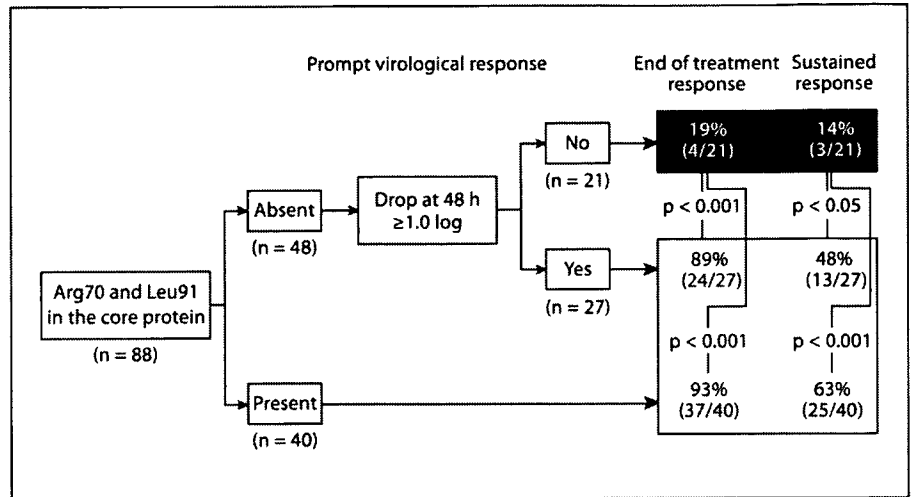 Prompt virological response
End of treatment
response
Sustained
response
No
(n = 21)
19%
(4/21)
14%
(3/21)
Absent
(n = 48)
Drop at 48 h
≥1.0 log
p < 0.001
p < 0.05
Yes
(n = 27)
89%
(24/27)
48%
(13/27)
Arg70 and Leu91
in the core protein
(n = 88)
p < 0.001
p < 0.001
Present
(n = 40)
93%
(37/40)
63%
(25/40)